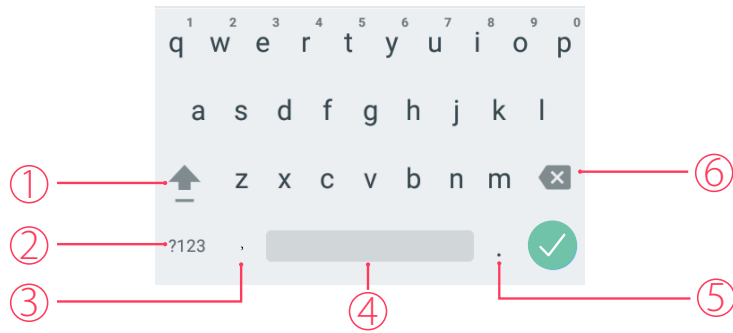 1 2 3 4 5 6 7 8 9 0
q w e r t y u i o p
a s d f g h j k l
① z x c v b n m ⑥
② ?123 , .
③ ④ ⑤